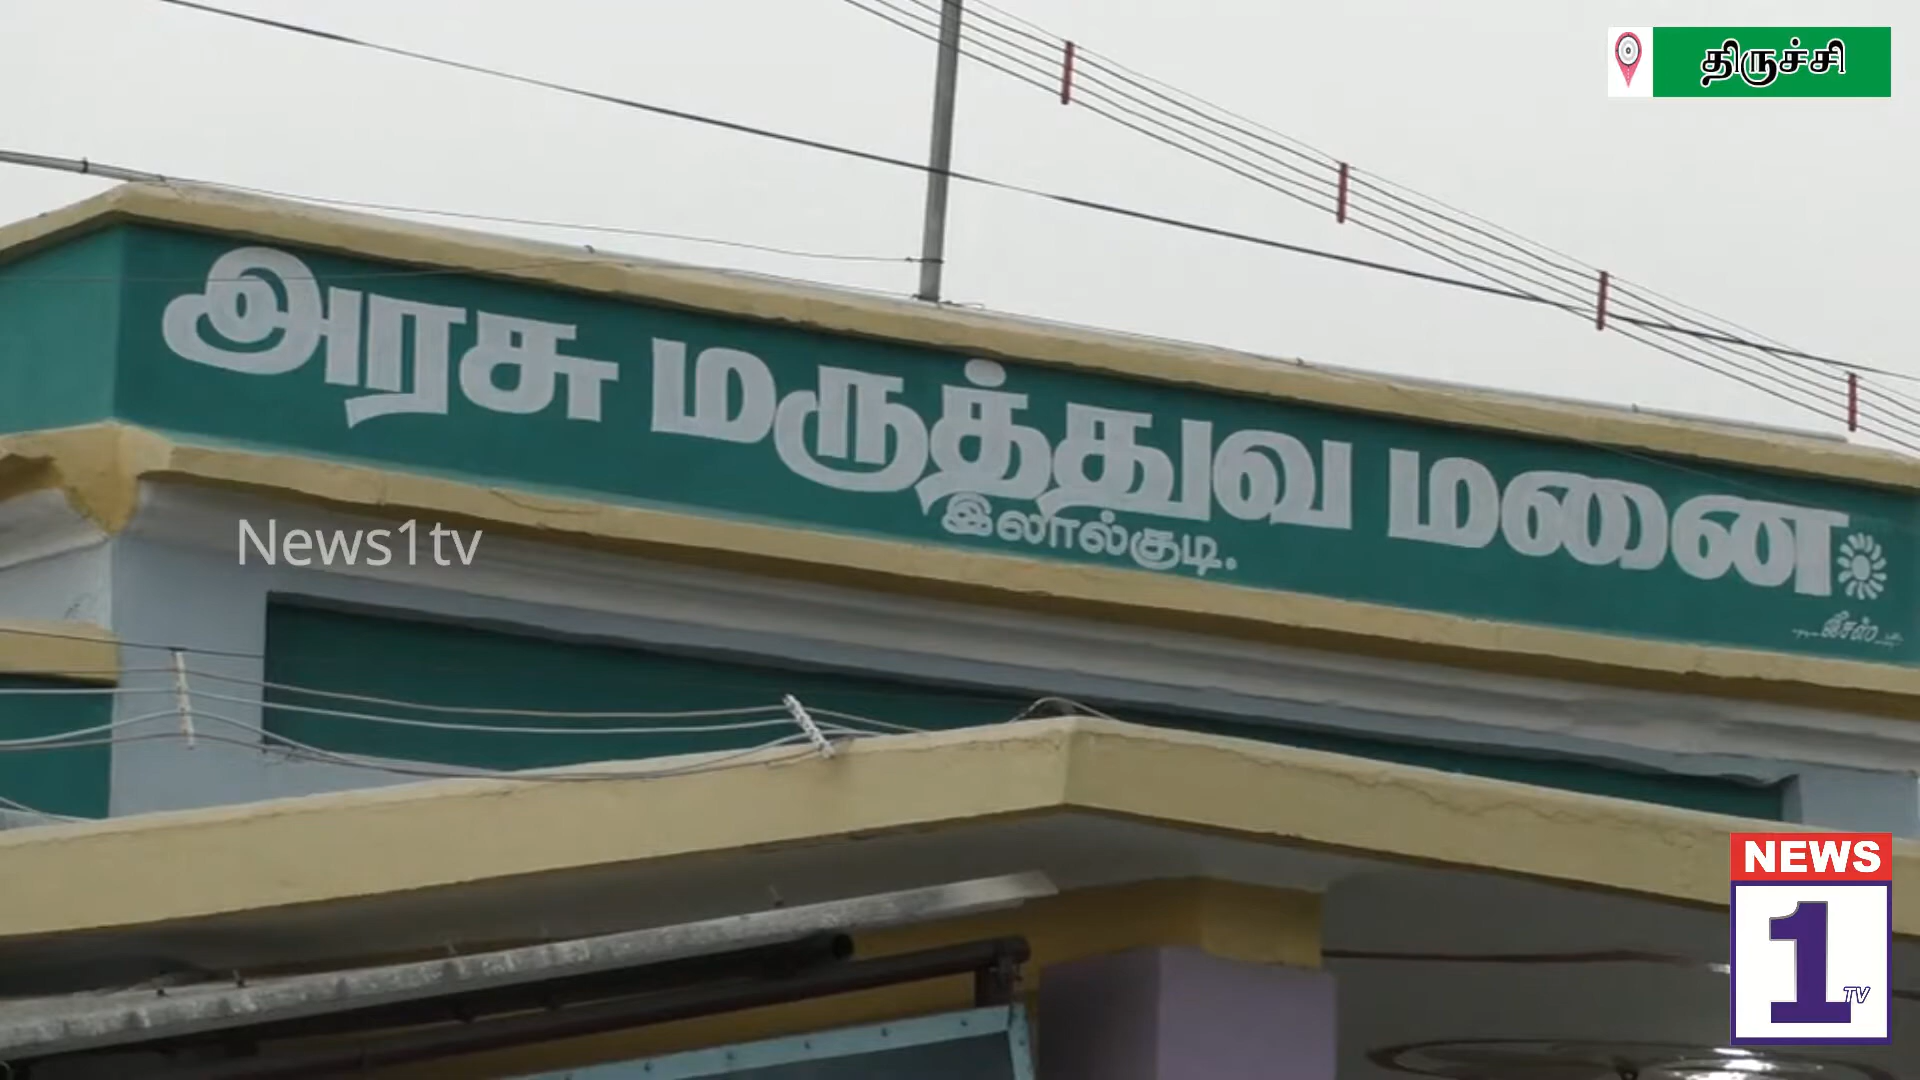 திருச்சி
அரசு மருத்துவ மனை
இலால்குடி.
News1tv
NEWS
1
TV